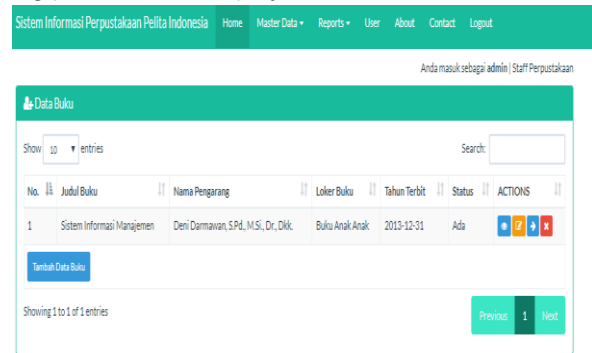 Sistem Informasi Perpustakaan Pelita Indonesia Home Master Data Reports User About Contact Logout
Anda masuk sebagai admin | Staff Perpustakaan
Data Buku
Show 10 entries Search:
No. Judul Buku Nama Pengarang Loker Buku Tahun Terbit Status ACTIONS
1 Sistem Informasi Manajemen Deni Darmawan, S.Pd., M.Si., Dr., Dkk. Buku Anak Anak 2013-12-31 Ada
Tambah Data Buku
Showing 1 to 1 of 1 entries
Previous 1 Next